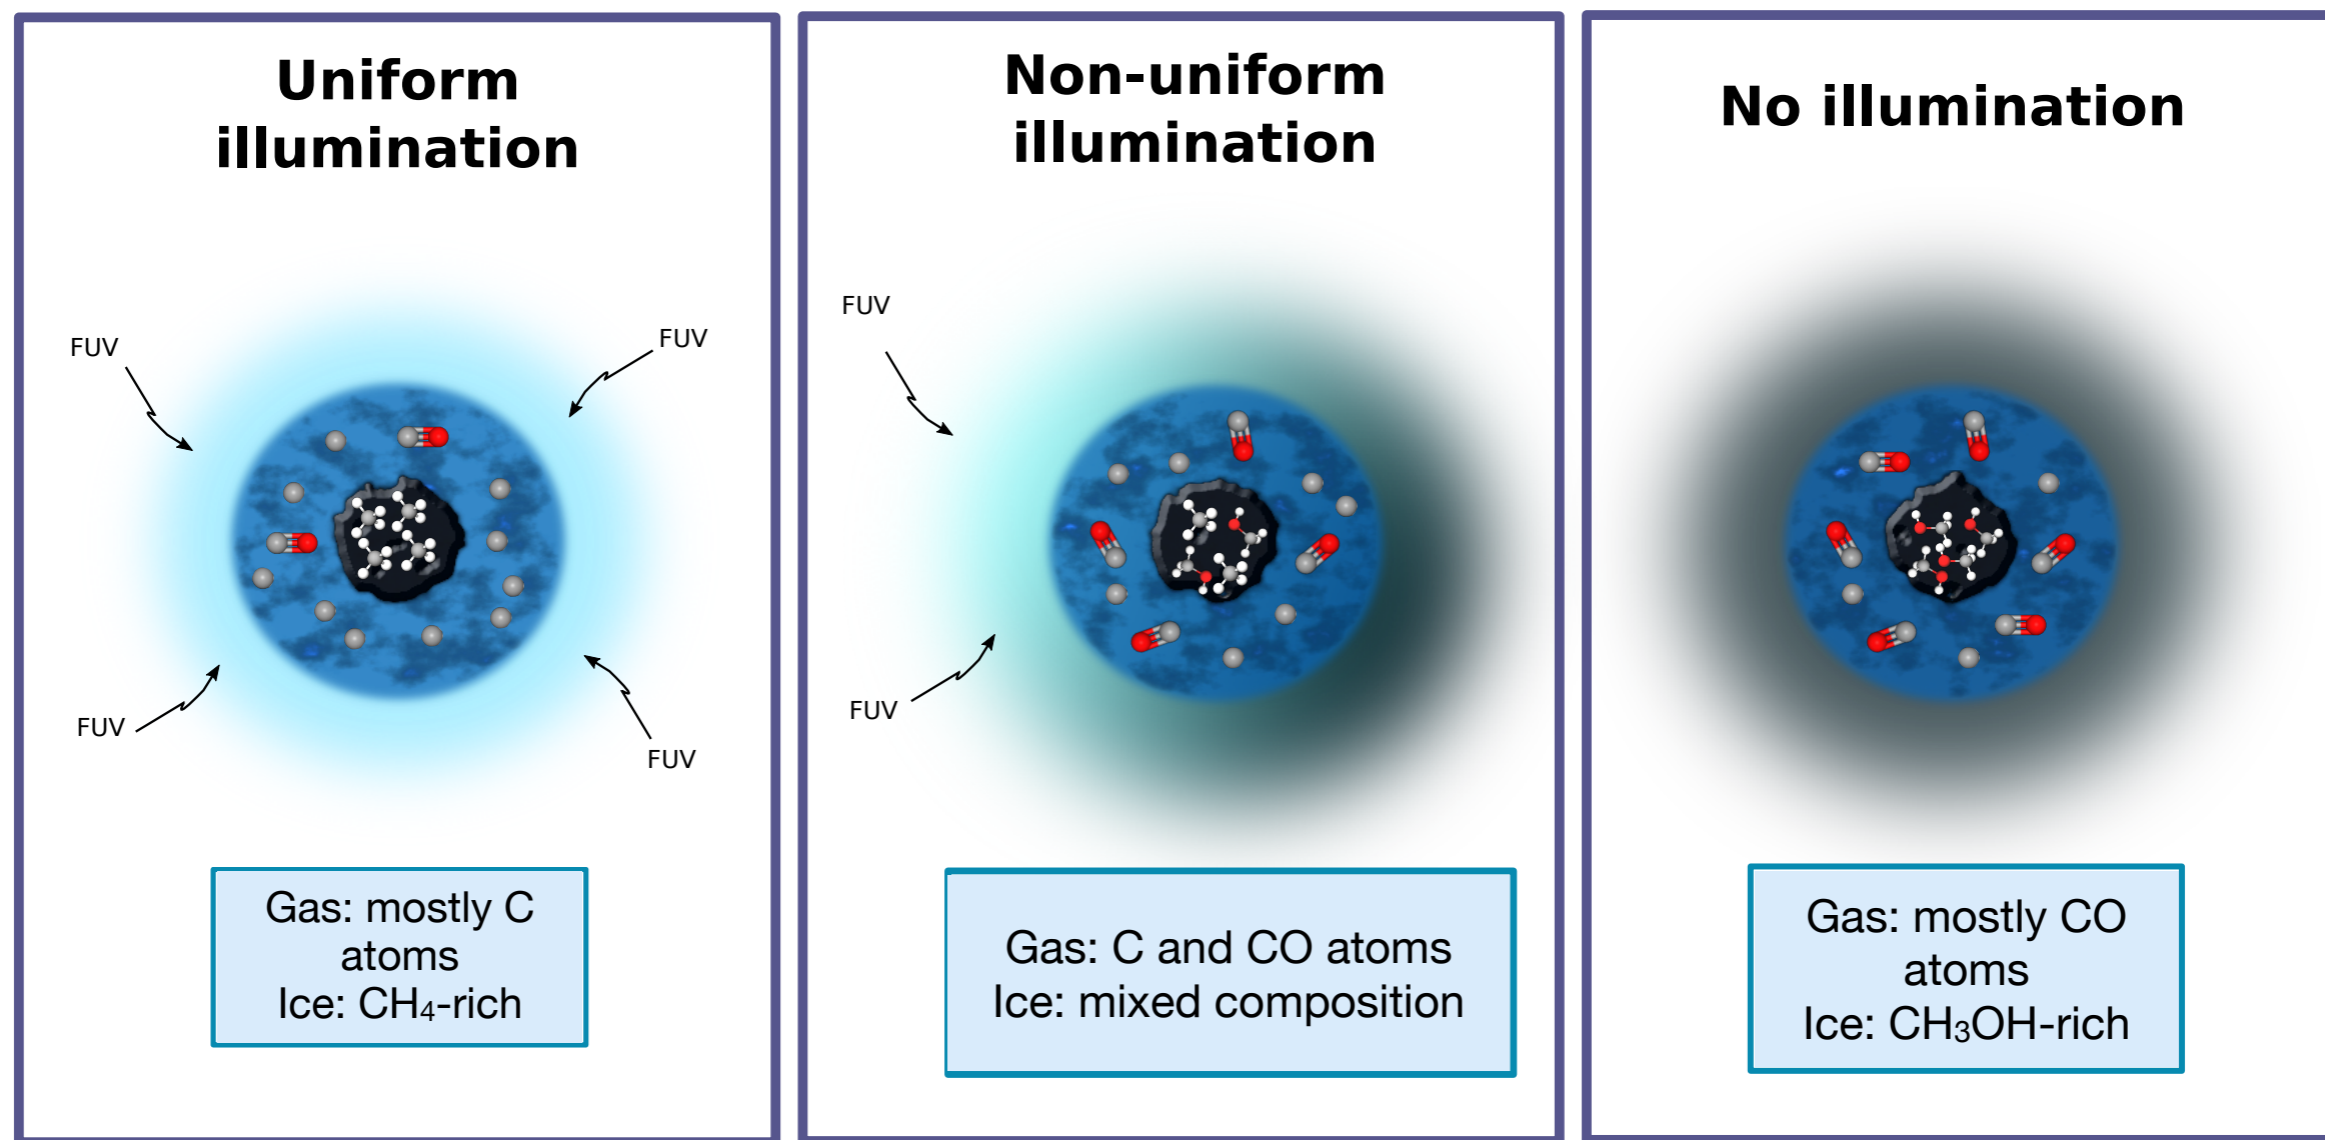 Uniform
illumination
FUV
FUV
FUV
FUV
Gas: mostly C
atoms
Ice: CH₄-rich
Non-uniform
illumination
FUV
FUV
Gas: C and CO atoms
Ice: mixed composition
No illumination
Gas: mostly CO
atoms
Ice: CH₃OH-rich